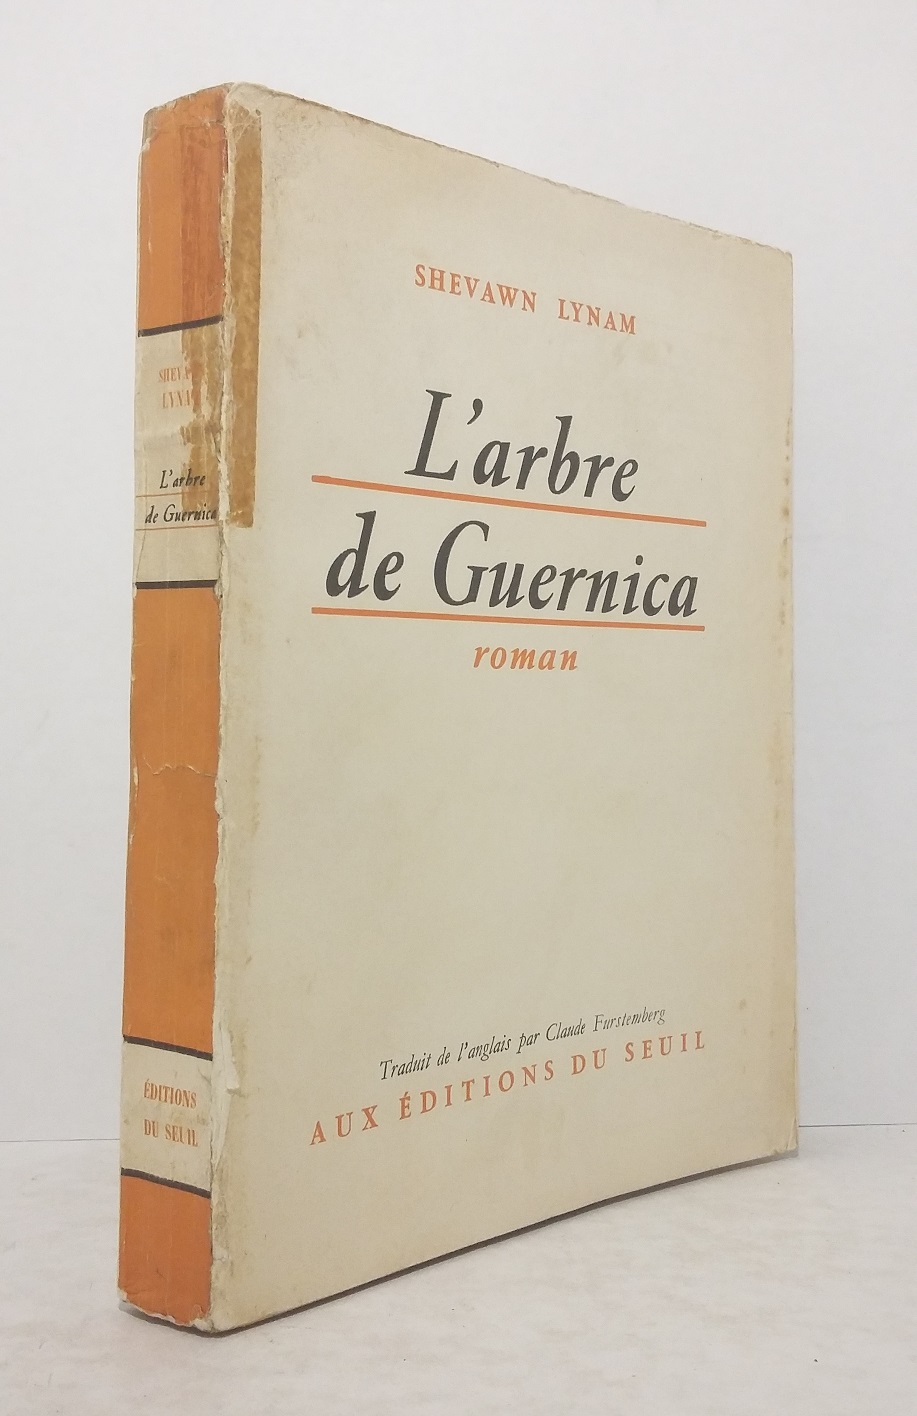 SHEVAWN LYNAM
L'arbre
de Guernica
roman
Traduit de l'anglais par Claude Furstemberg
AUX ÉDITIONS DU SEUIL
L'arbre
de Guernica
ÉDITIONS
DU SEUIL